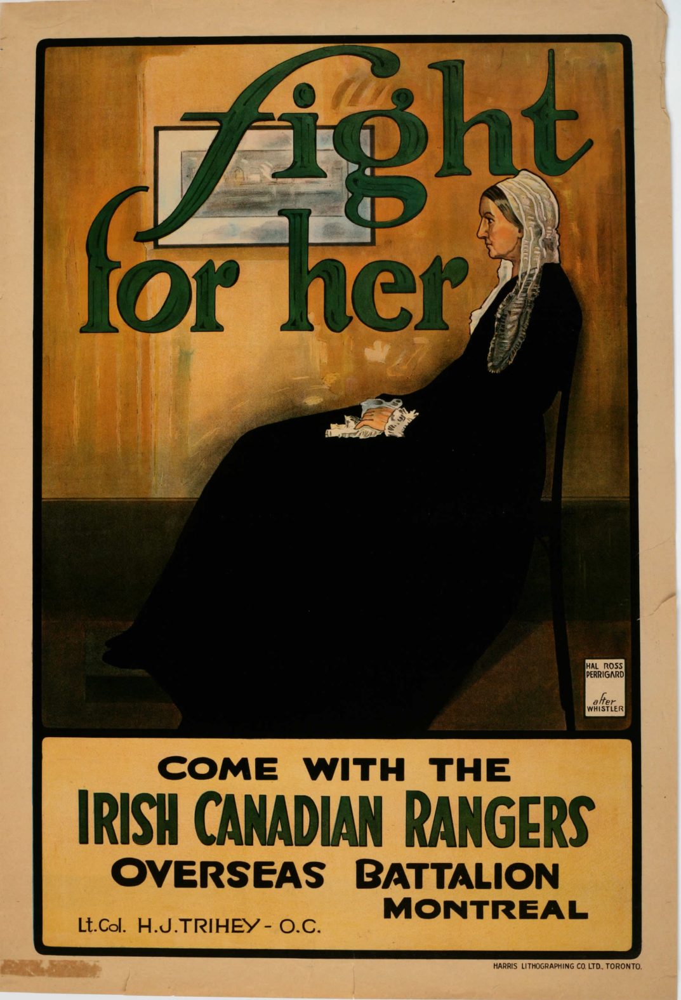 fight
for her
HAL ROSS
PERRIGARD
after
WHISTLER
COME WITH THE
IRISH CANADIAN RANGERS
OVERSEAS BATTALION
MONTREAL
Lt. Col. H.J. TRIHEY - O.C.
HARRIS LITHOGRAPHING CO. LTD., TORONTO.